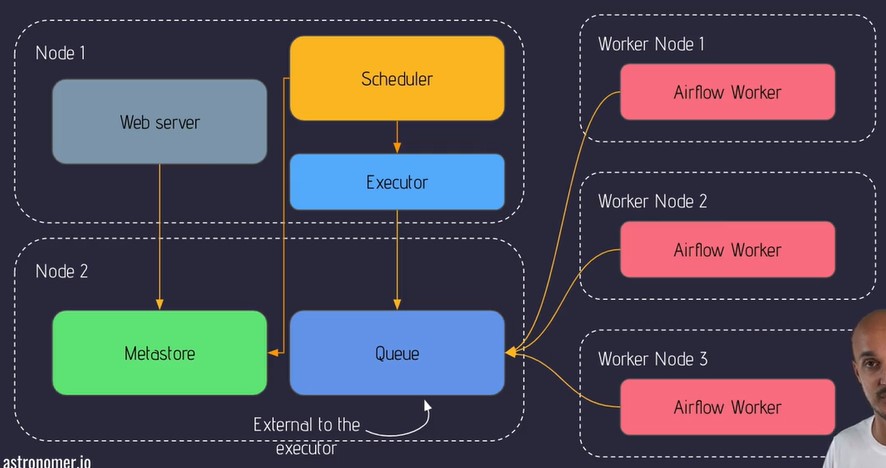 Node 1
Scheduler
Web server
Executor
Node 2
Metastore
Queue
External to the
executor
Worker Node 1
Airflow Worker
Worker Node 2
Airflow Worker
Worker Node 3
Airflow Worker
astronomer.io